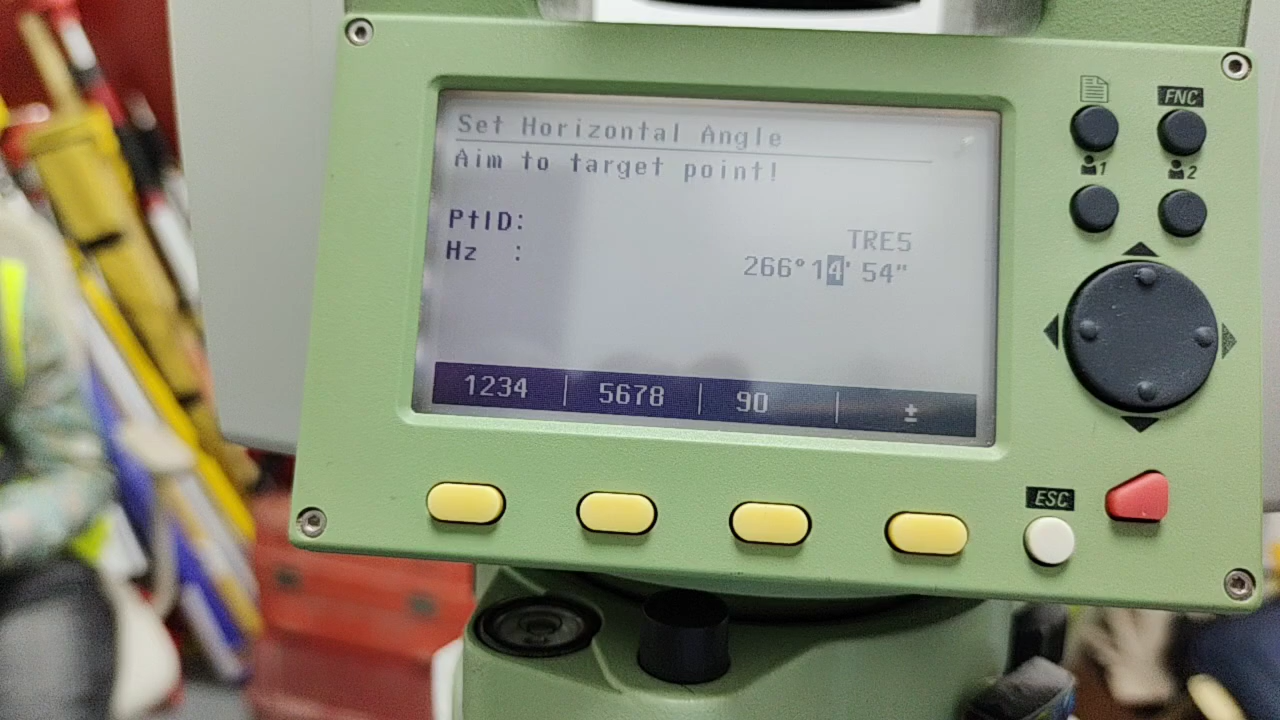 Set Horizontal Angle
Aim to target point!
PtID: TRE5
Hz : 266°14' 54"
1234 | 5678 | 90 | ±
FNC
1 2
ESC